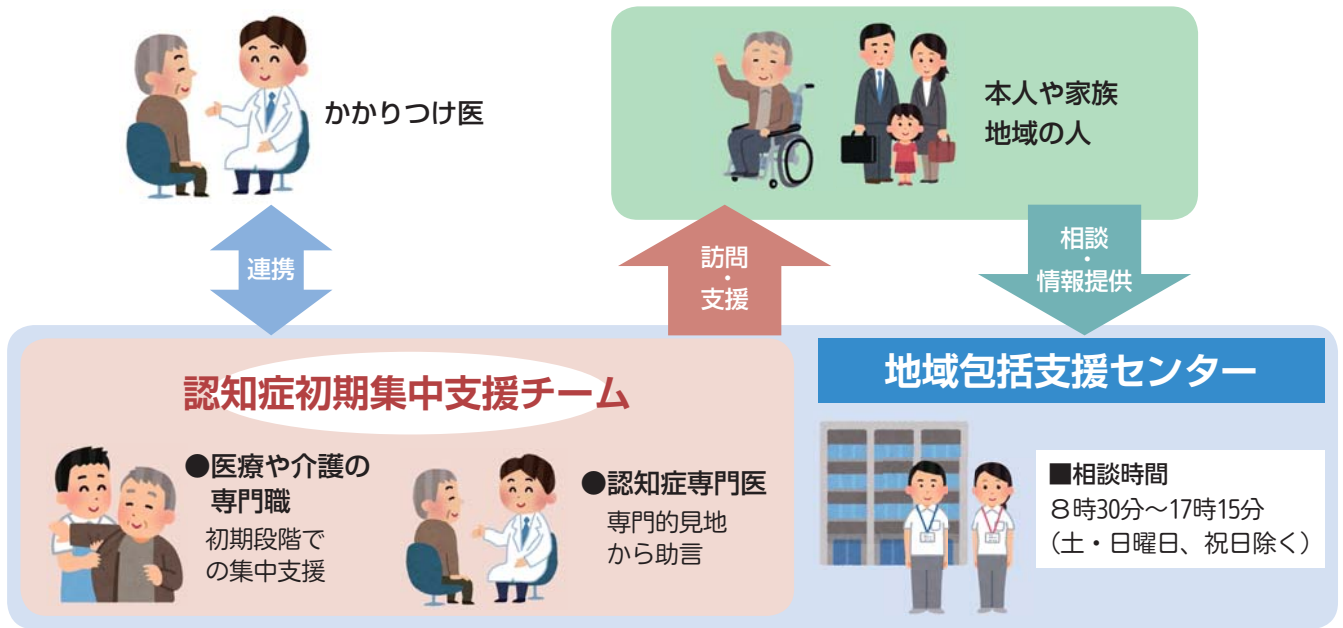 かかりつけ医
本人や家族
地域の人
連携
訪問
・
支援
相談
・
情報提供
認知症初期集中支援チーム
●医療や介護の
専門職
初期段階で
の集中支援
●認知症専門医
専門的見地
から助言
地域包括支援センター
■相談時間
８時30分～17時15分
（土・日曜日、祝日除く）